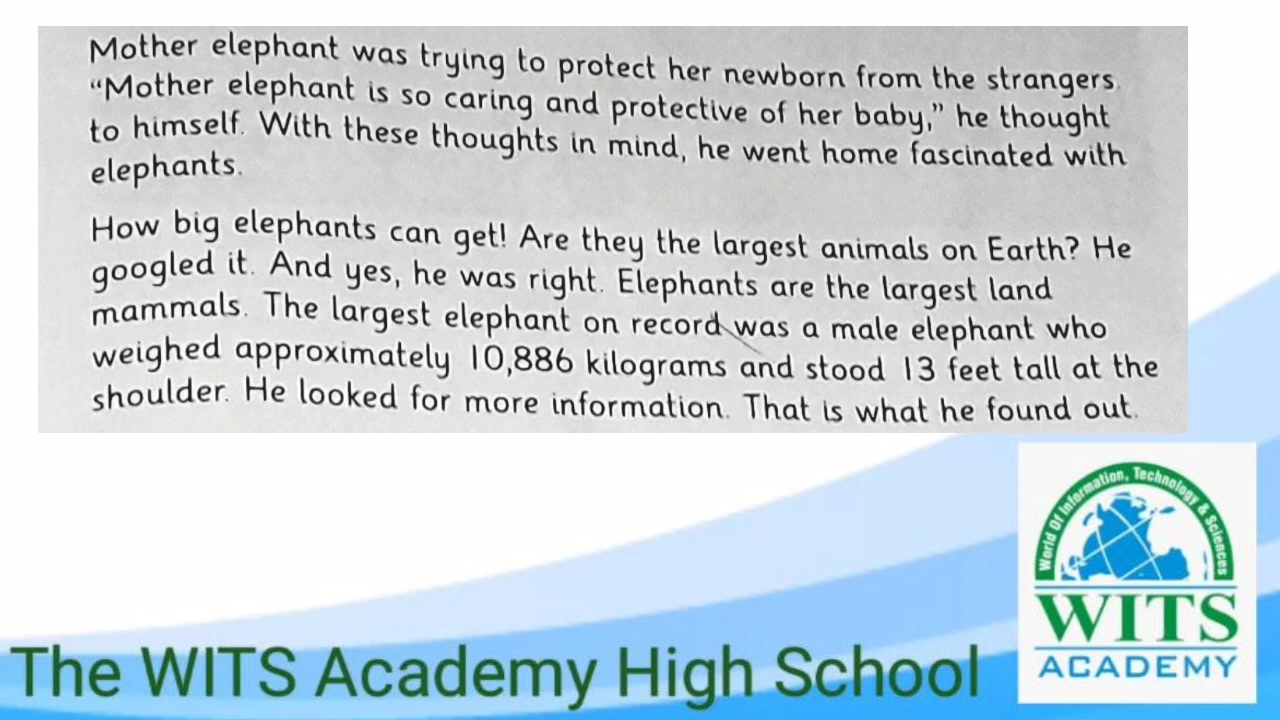 Mother elephant was trying to protect her newborn from the strangers.
“Mother elephant is so caring and protective of her baby,” he thought
to himself. With these thoughts in mind, he went home fascinated with
elephants.
How big elephants can get! Are they the largest animals on Earth? He
googled it. And yes, he was right. Elephants are the largest land
mammals. The largest elephant on record was a male elephant who
weighed approximately 10,886 kilograms and stood 13 feet tall at the
shoulder. He looked for more information. That is what he found out.
World Of Information, Technology & Sciences
WITS
ACADEMY
The WITS Academy High School